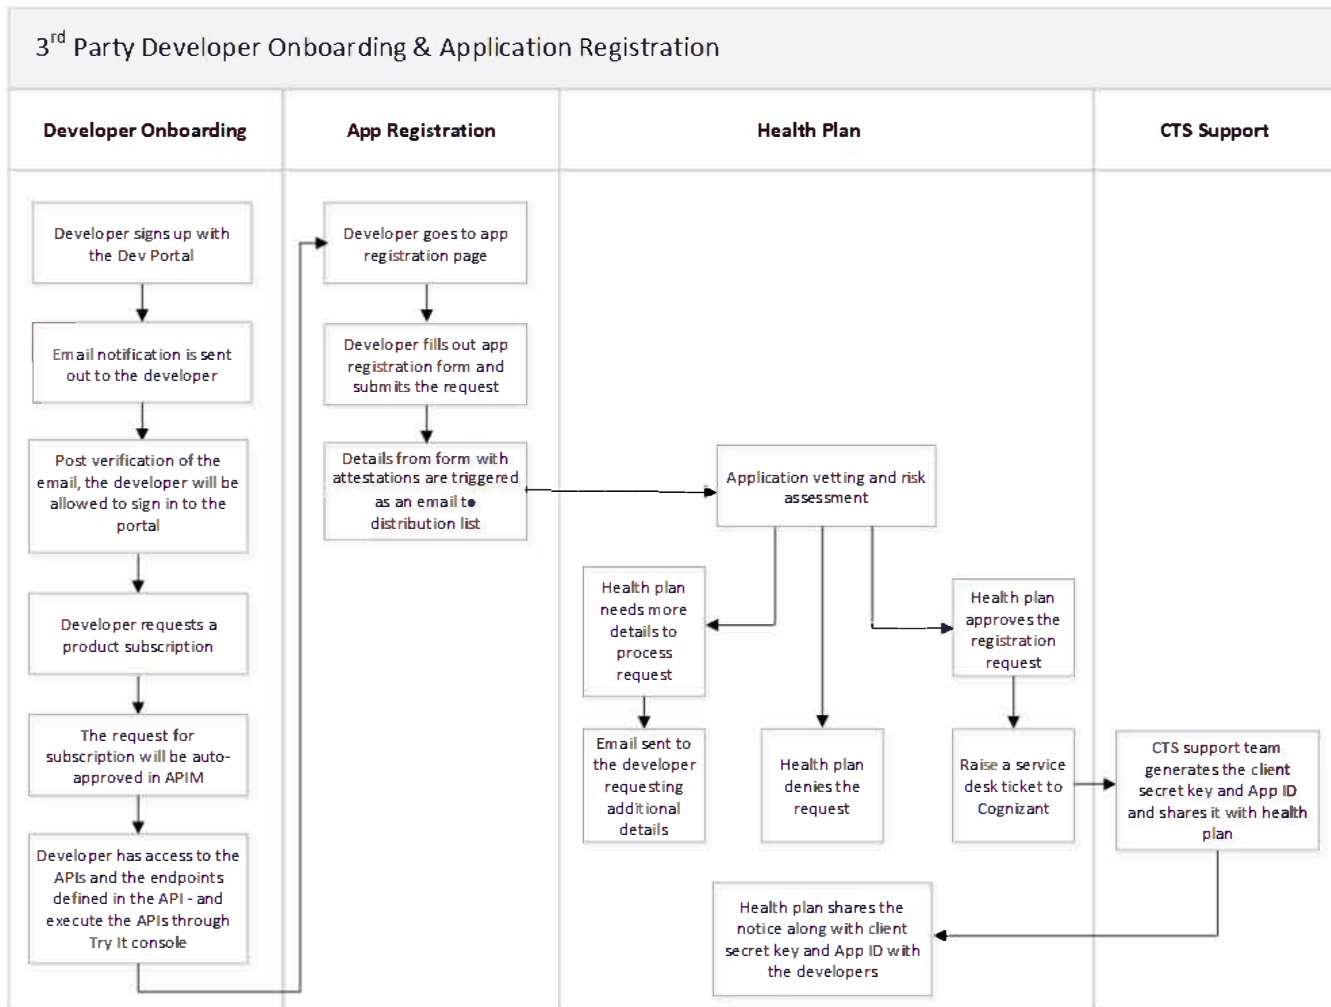 3rd Party Developer Onboarding & Application Registration
Developer Onboarding
App Registration
Health Plan
CTS Support
Developer signs up with
the Dev Portal
Email notification is sent
out to the developer
Post verification of the
email, the developer will be
allowed to sign in to the
portal
Developer requests a
product subscription
The request for
subscription will be auto-
approved in APIM
Developer has access to the
APIs and the endpoints
defined in the API - and
execute the APIs through
Try It console
Developer goes to app
registration page
Developer fills out app
registration form and
submits the request
Details from form with
attestations are triggered
as an email to
distribution list
Application vetting and risk
assessment
Health plan
needs more
details to
process
request
Email sent to
the developer
requesting
additional
details
Health plan
denies the
request
Health plan
approves the
registration
request
Raise a service
desk ticket to
Cognizant
CTS support team
generates the client
secret key and App ID
and shares it with health
plan
Health plan shares the
notice along with client
secret key and App ID with
the developers